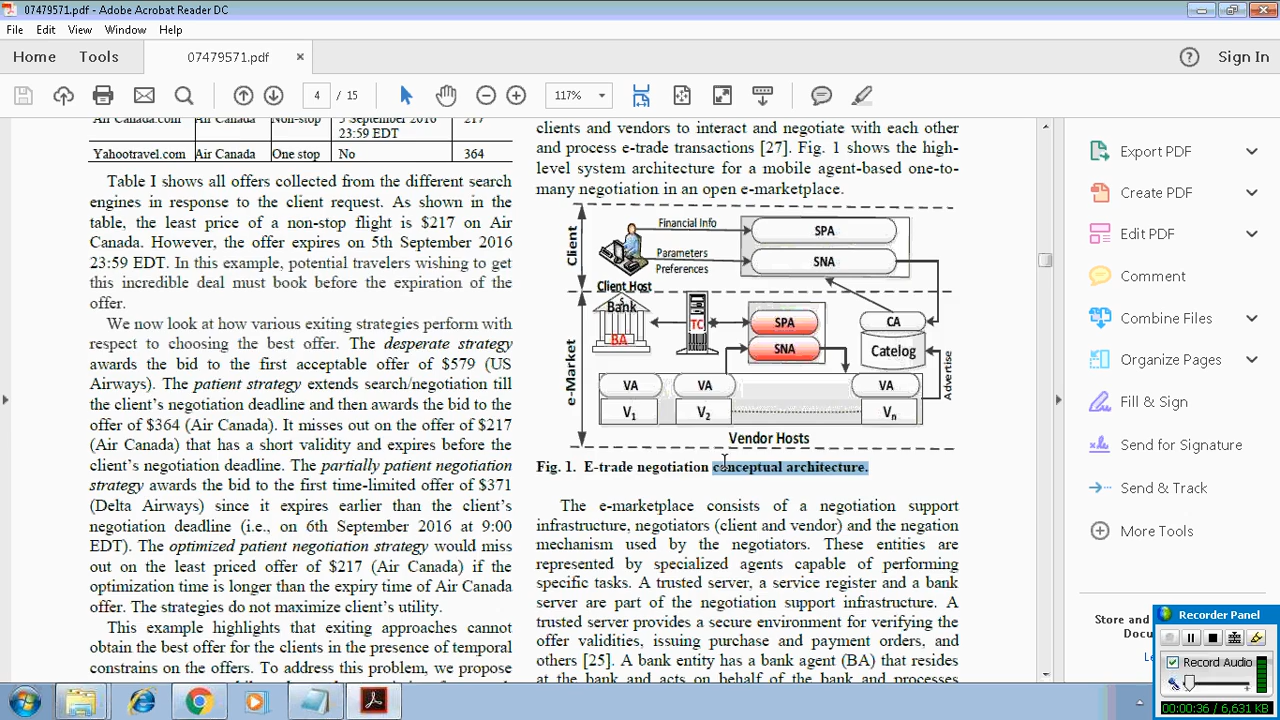 07479571.pdf - Adobe Acrobat Reader DC
File Edit View Window Help
Home Tools 07479571.pdf × Sign In
4 / 15 117%
Air Canada.com Air Canada Non-stop 5 September 2016 217
23:59 EDT
Yahootravel.com Air Canada One stop No 364
Table I shows all offers collected from the different search
engines in response to the client request. As shown in the
table, the least price of a non-stop flight is $217 on Air
Canada. However, the offer expires on 5th September 2016
23:59 EDT. In this example, potential travelers wishing to get
this incredible deal must book before the expiration of the
offer.
We now look at how various exiting strategies perform with
respect to choosing the best offer. The desperate strategy
awards the bid to the first acceptable offer of $579 (US
Airways). The patient strategy extends search/negotiation till
the client's negotiation deadline and then awards the bid to the
offer of $364 (Air Canada). It misses out on the offer of $217
(Air Canada) that has a short validity and expires before the
client's negotiation deadline. The partially patient negotiation
strategy awards the bid to the first time-limited offer of $371
(Delta Airways) since it expires earlier than the client's
negotiation deadline (i.e., on 6th September 2016 at 9:00
EDT). The optimized patient negotiation strategy would miss
out on the least priced offer of $217 (Air Canada) if the
optimization time is longer than the expiry time of Air Canada
offer. The strategies do not maximize client's utility.
This example highlights that exiting approaches cannot
obtain the best offer for the clients in the presence of temporal
constrains on the offers. To address this problem, we propose
clients and vendors to interact and negotiate with each other
and process e-trade transactions [27]. Fig. 1 shows the high-
level system architecture for a mobile agent-based one-to-
many negotiation in an open e-marketplace.
Client
Financial Info
SPA
Parameters
Preferences
SNA
Client Host
e-Market
Bank
BA
TC
SPA
SNA
CA
Catelog
Advertise
VA VA VA
V1 V2 Vn
Vendor Hosts
Fig. 1. E-trade negotiation conceptual architecture.
The e-marketplace consists of a negotiation support
infrastructure, negotiators (client and vendor) and the negation
mechanism used by the negotiators. These entities are
represented by specialized agents capable of performing
specific tasks. A trusted server, a service register and a bank
server are part of the negotiation support infrastructure. A
trusted server provides a secure environment for verifying the
offer validities, issuing purchase and payment orders, and
others [25]. A bank entity has a bank agent (BA) that resides
at the bank and acts on behalf of the bank and processes
Export PDF
Create PDF
Edit PDF
Comment
Combine Files
Organize Pages
Fill & Sign
Send for Signature
Send & Track
More Tools
Store and
Recorder Panel
Record Audio
00:00:36 / 6,631 KB